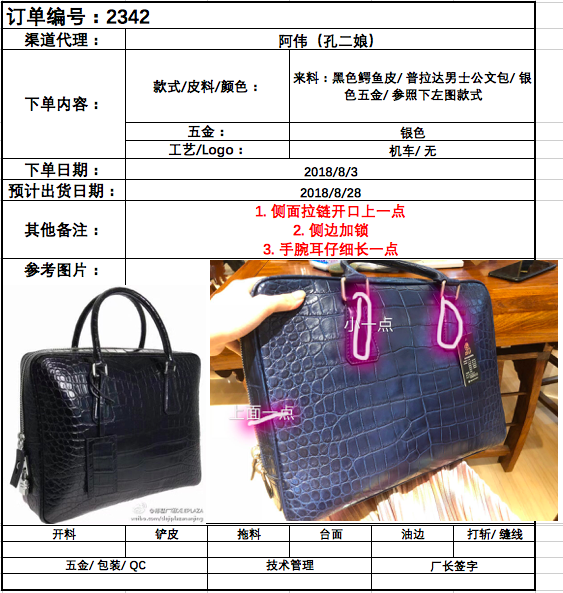 订单编号：2342
渠道代理：
阿伟（孔二娘）
下单内容：
款式/皮料/颜色：
来料：黑色鳄鱼皮/ 普拉达男士公文包/ 银
色五金/ 参照下左图款式
五金：
银色
工艺/Logo：
机车/ 无
下单日期：
2018/8/3
预计出货日期：
2018/8/28
其他备注：
1. 侧面拉链开口上一点
2. 侧边加锁
3. 手腕耳仔细长一点
参考图片：
小一点
上面一点
开料
铲皮
拖料
台面
油边
打斩/ 缝线
五金/ 包装/ QC
技术管理
厂长签字